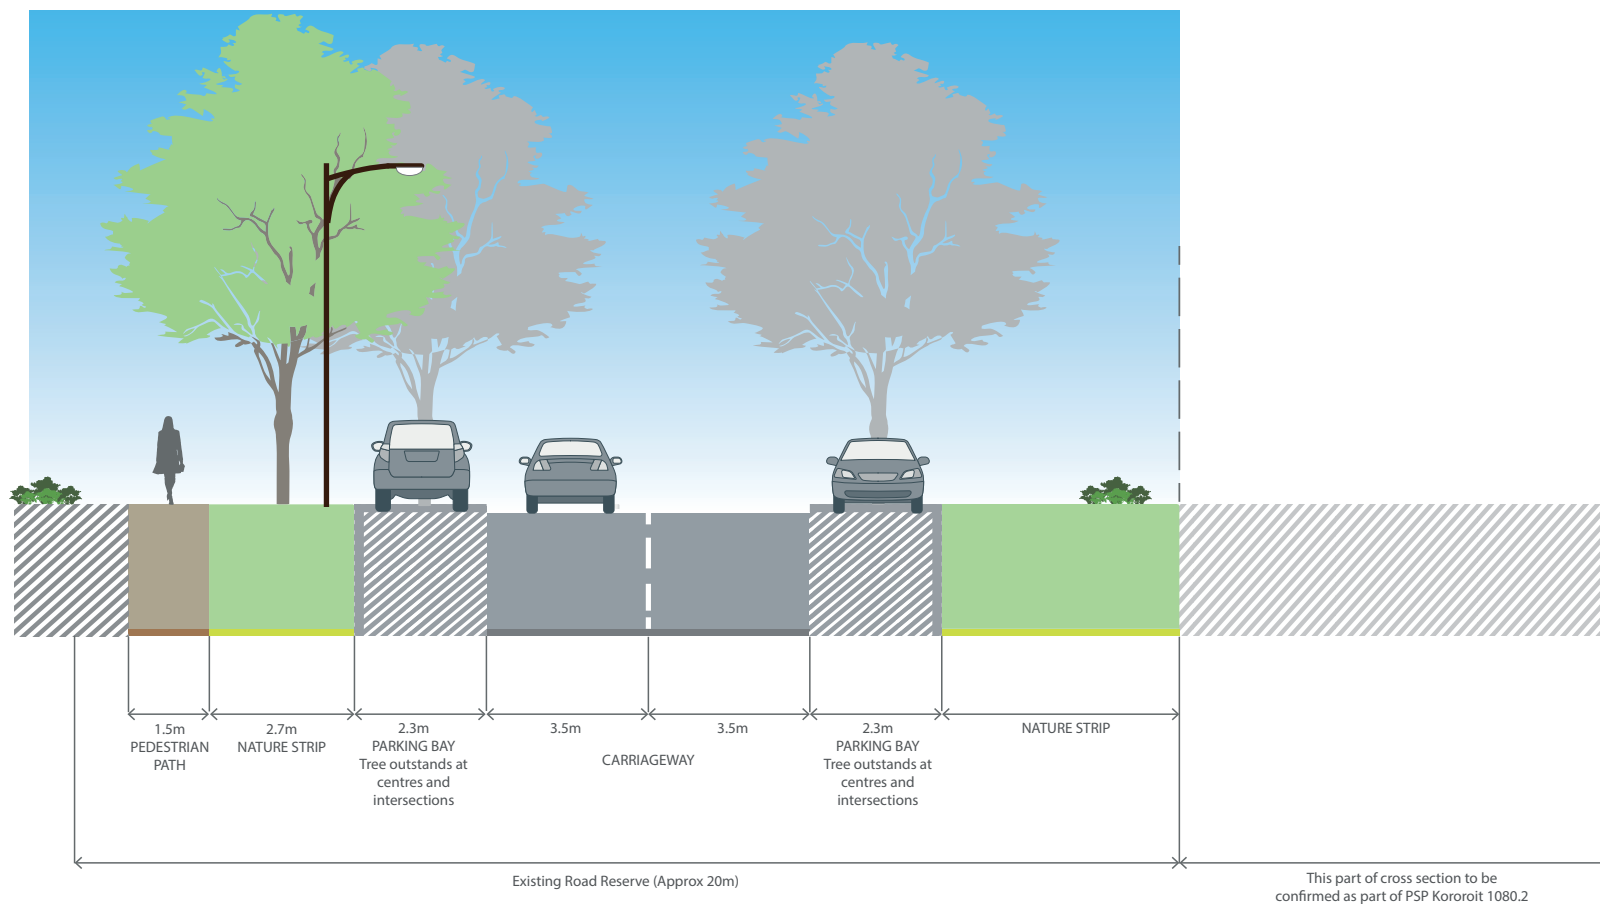 1.5m
PEDESTRIAN
PATH
2.7m
NATURE STRIP
2.3m
PARKING BAY
Tree outstands at
centres and
intersections
3.5m
3.5m
CARRIAGEWAY
2.3m
PARKING BAY
Tree outstands at
centres and
intersections
NATURE STRIP
Existing Road Reserve (Approx 20m)
This part of cross section to be
confirmed as part of PSP Kororoit 1080.2